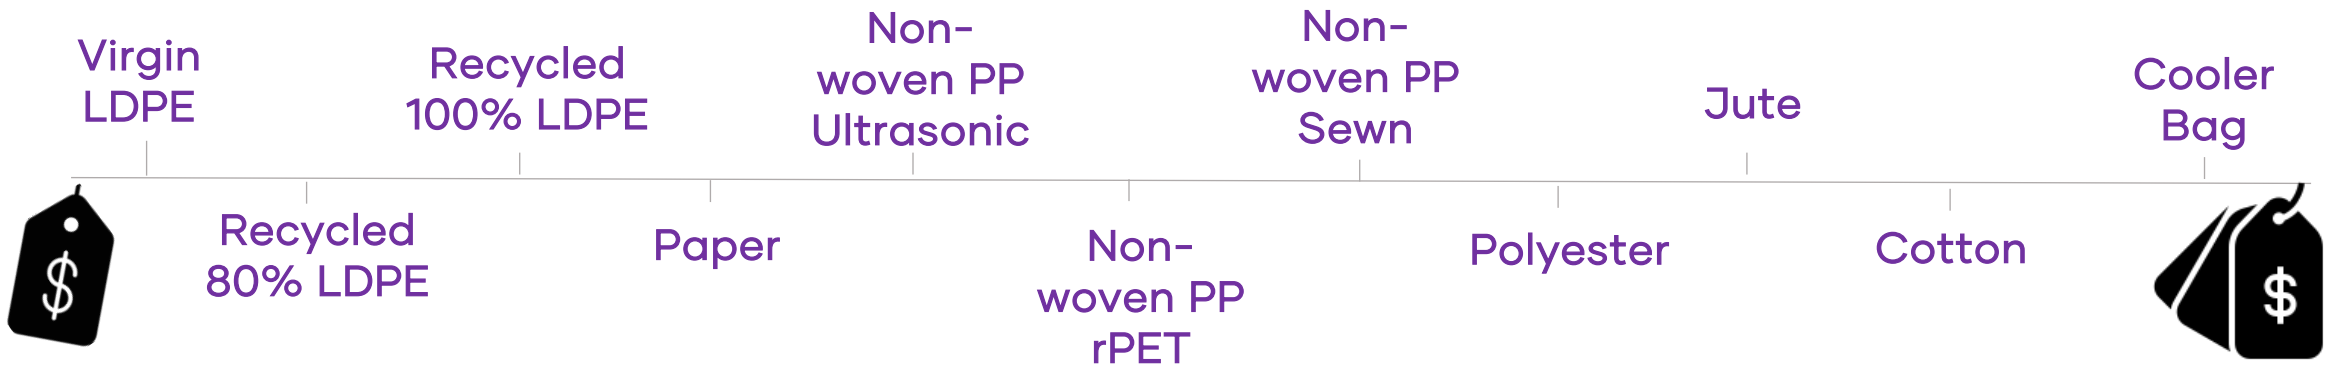 Virgin
LDPE
Recycled
80% LDPE
Recycled
100% LDPE
Paper
Non-
woven PP
Ultrasonic
Non-
woven PP
rPET
Non-
woven PP
Sewn
Polyester
Jute
Cotton
Cooler
Bag
$
$